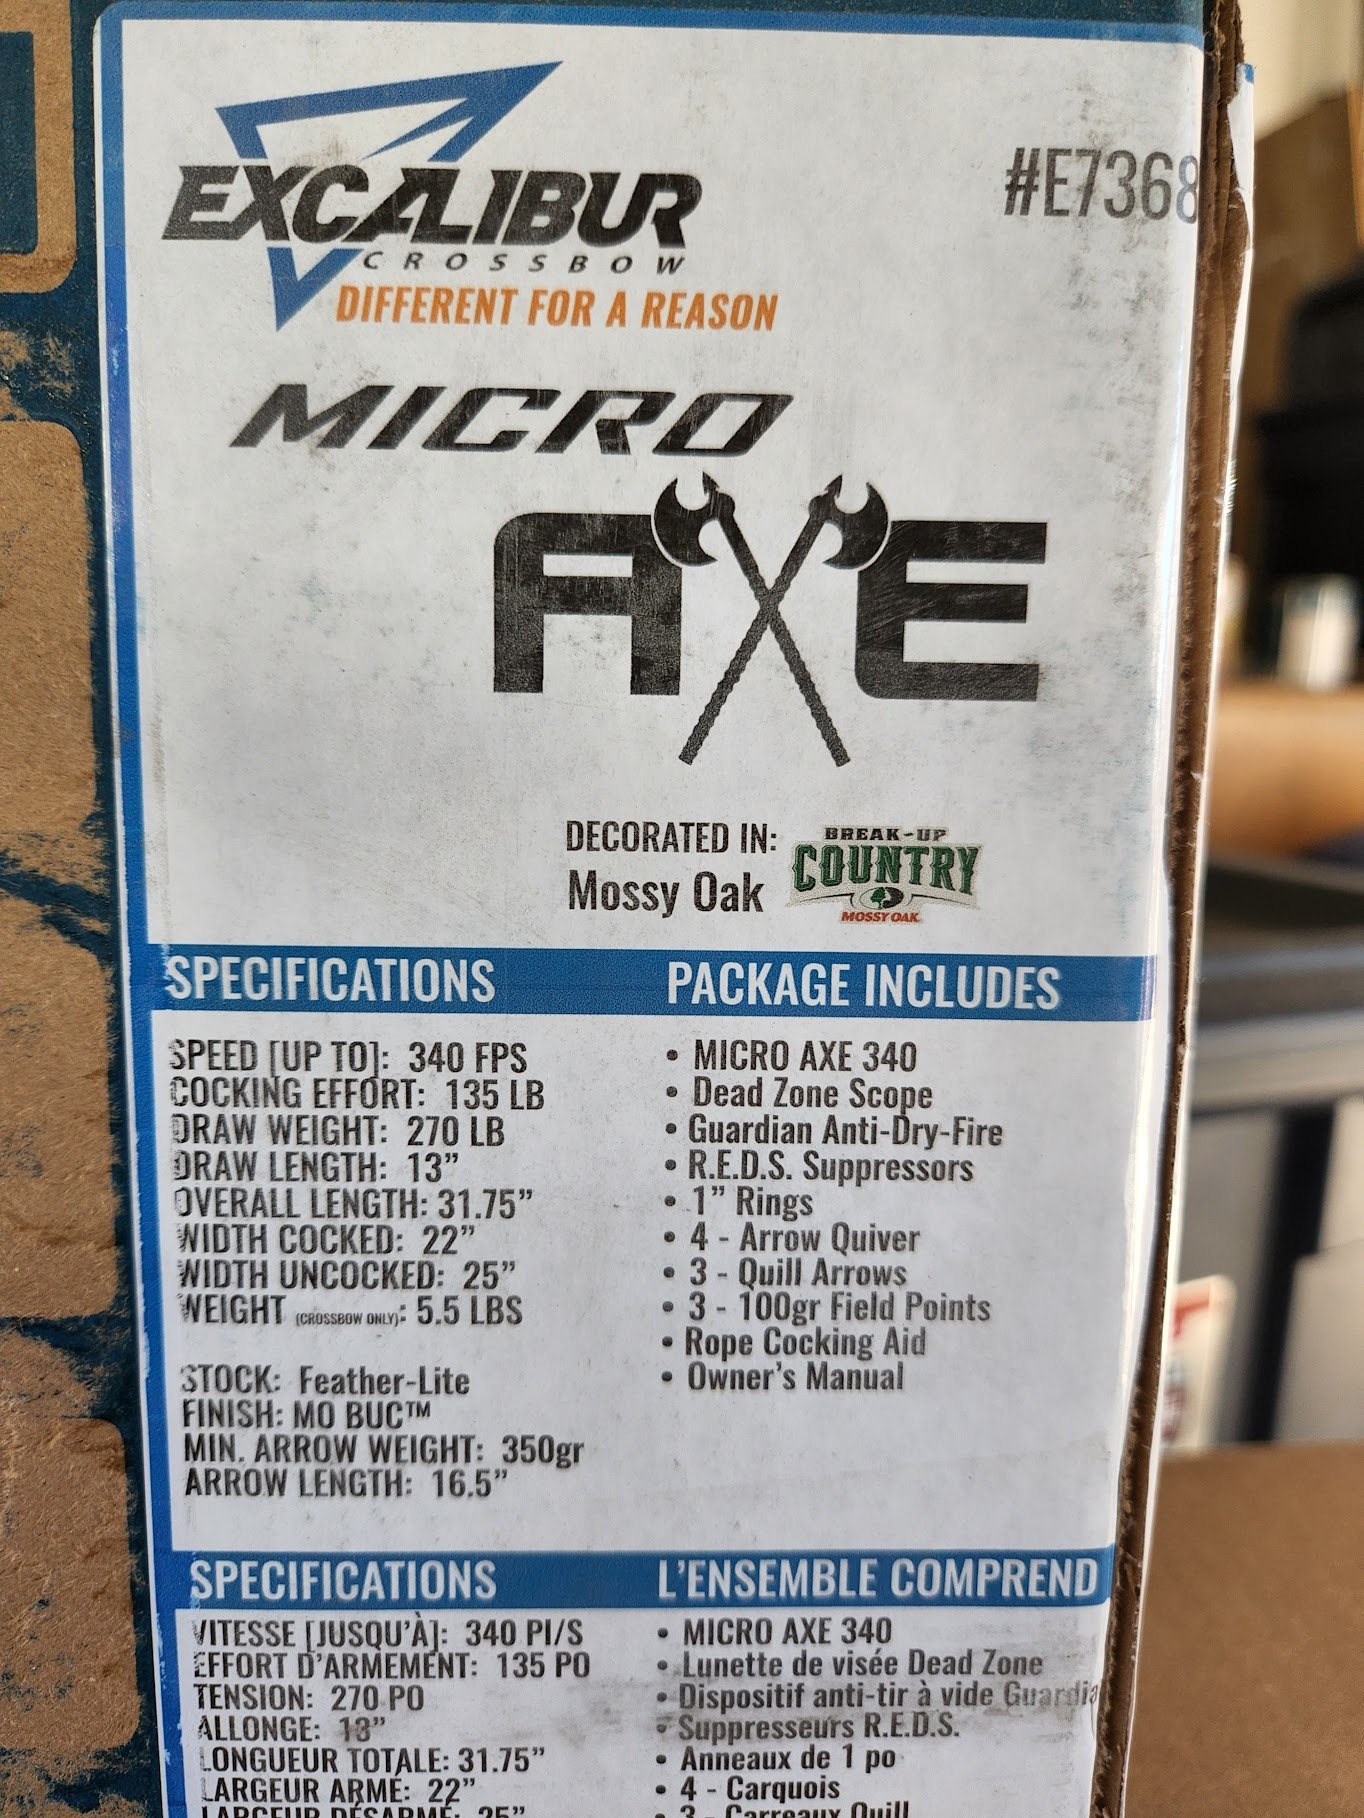 EXCALIBUR
CROSSBOW
DIFFERENT FOR A REASON
#E7368
MICRO
AXE
DECORATED IN:
Mossy Oak
BREAK-UP
COUNTRY
MOSSY OAK
SPECIFICATIONS
SPEED [UP TO]: 340 FPS
COCKING EFFORT: 135 LB
DRAW WEIGHT: 270 LB
DRAW LENGTH: 13”
OVERALL LENGTH: 31.75”
WIDTH COCKED: 22”
WIDTH UNCOCKED: 25”
WEIGHT (CROSSBOW ONLY): 5.5 LBS
STOCK: Feather-Lite
FINISH: MO BUC™
MIN. ARROW WEIGHT: 350gr
ARROW LENGTH: 16.5”
PACKAGE INCLUDES
• MICRO AXE 340
• Dead Zone Scope
• Guardian Anti-Dry-Fire
• R.E.D.S. Suppressors
• 1” Rings
• 4 - Arrow Quiver
• 3 - Quill Arrows
• 3 - 100gr Field Points
• Rope Cocking Aid
• Owner’s Manual
SPECIFICATIONS
VITESSE [JUSQU’À]: 340 PI/S
EFFORT D’ARMEMENT: 135 PO
TENSION: 270 PO
ALLONGE: 13”
LONGUEUR TOTALE: 31.75”
LARGEUR ARMÉ: 22”
LARGEUR DÉSARMÉ: 25”
L’ENSEMBLE COMPREND
• MICRO AXE 340
• Lunette de visée Dead Zone
• Dispositif anti-tir à vide Guardia
• Suppresseurs R.E.D.S.
• Anneaux de 1 po
• 4 - Carquois
• 3 - Carreaux Quill